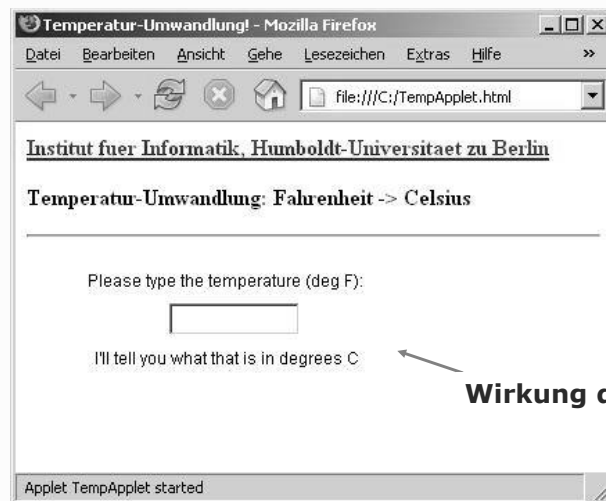 Temperatur-Umwandlung! - Mozilla Firefox
Datei Bearbeiten Ansicht Gehe Lesezeichen Extras Hilfe »
file:///C:/TempApplet.html
Institut fuer Informatik, Humboldt-Universitaet zu Berlin
Temperatur-Umwandlung: Fahrenheit -> Celsius
Please type the temperature (deg F):
I'll tell you what that is in degrees C
Wirkung
Applet TempApplet started